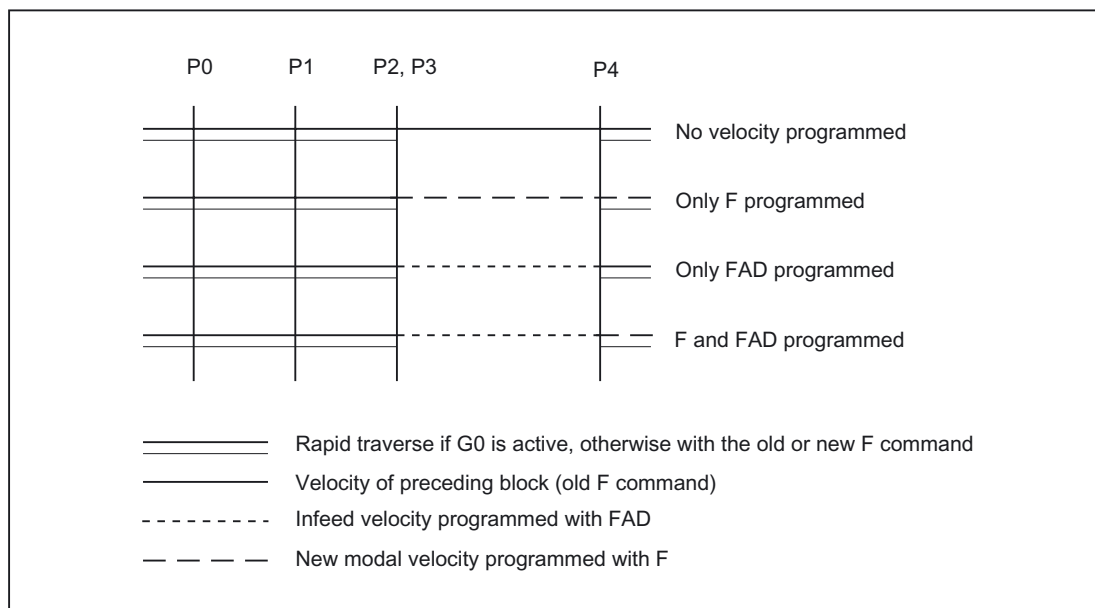 P0 P1 P2, P3 P4
No velocity programmed
Only F programmed
Only FAD programmed
F and FAD programmed
Rapid traverse if G0 is active, otherwise with the old or new F command
Velocity of preceding block (old F command)
Infeed velocity programmed with FAD
New modal velocity programmed with F